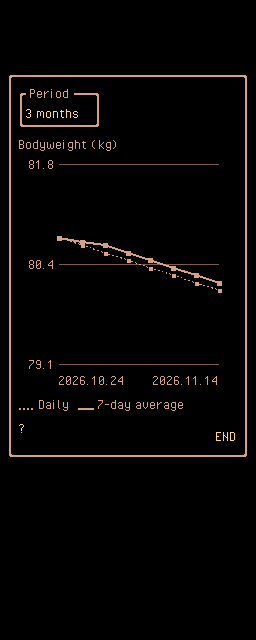 Period
3 months
Bodyweight (kg)
81.8
80.4
79.1
2026.10.24 2026.11.14
Daily 7-day average
?
END